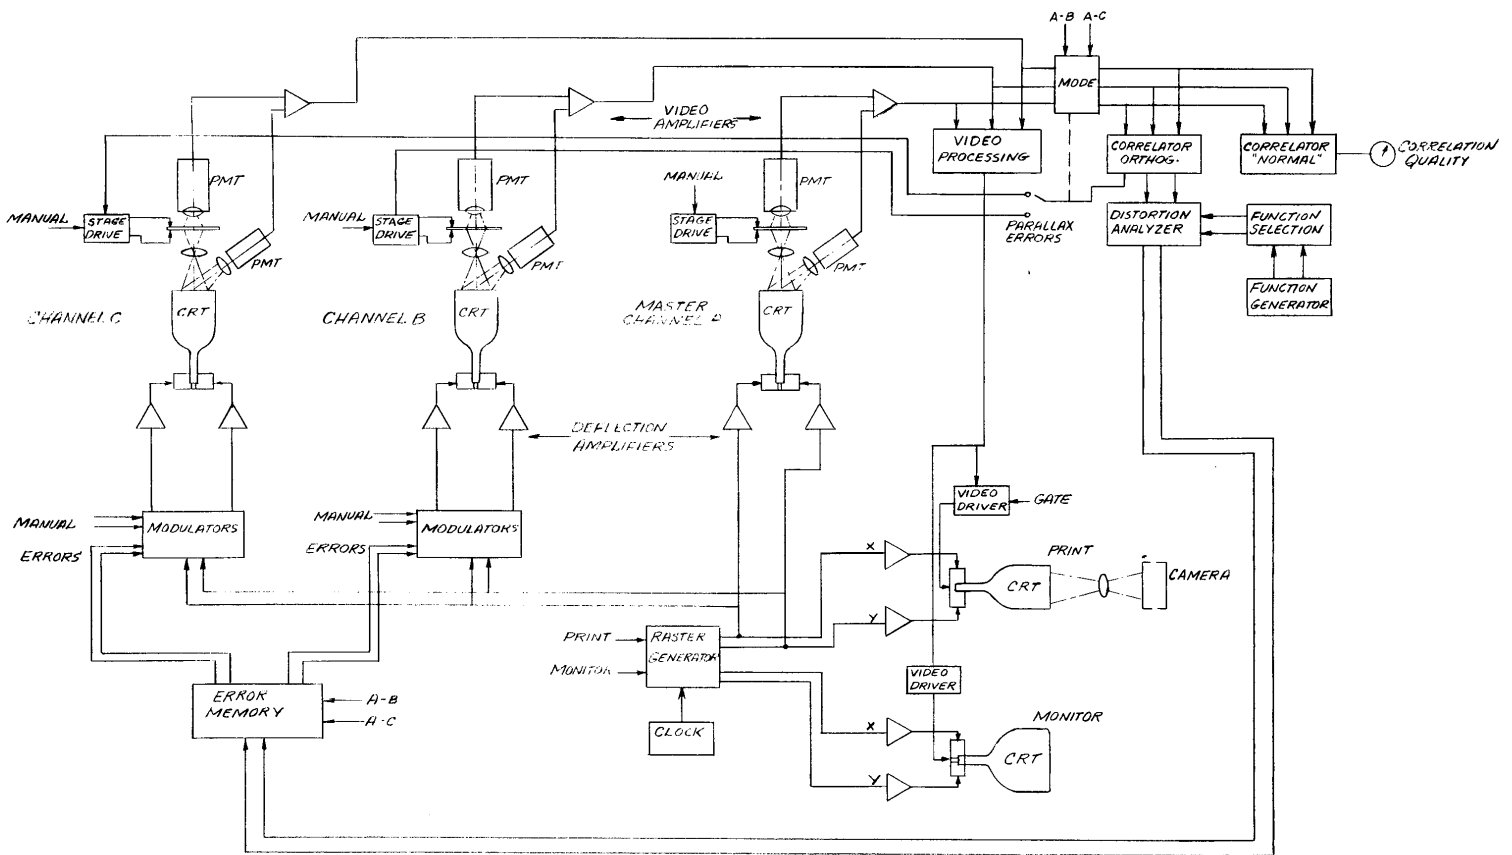 A-B A-C
MODE
VIDEO
AMPLIFIERS
VIDEO
PROCESSING
CORRELATOR
ORTHOG.
CORRELATOR
"NORMAL"
CORRELATION
QUALITY
PMT
PMT
PMT
MANUAL
MANUAL
MANUAL
STAGE
DRIVE
STAGE
DRIVE
STAGE
DRIVE
PMT
PMT
PMT
PARALLAX
ERRORS
DISTORTION
ANALYZER
FUNCTION
SELECTION
FUNCTION
GENERATOR
CHANNEL C
CRT
CHANNEL B
CRT
MASTER
CHANNEL A
CRT
DEFLECTION
AMPLIFIERS
MANUAL
ERRORS
MODULATORS
MANUAL
ERRORS
MODULATORS
VIDEO
DRIVER
GATE
X
Y
CRT
PRINT
CAMERA
PRINT
MONITOR
RASTER
GENERATOR
CLOCK
VIDEO
DRIVER
X
Y
MONITOR
CRT
ERROR
MEMORY
A-B
A-C